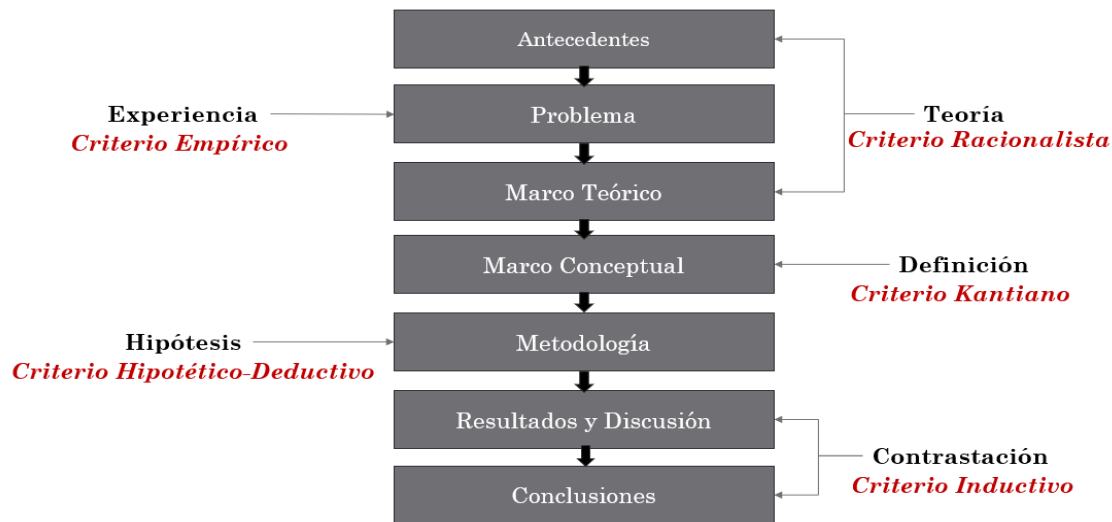 Antecedentes
Experiencia
Criterio Empírico
Problema
Teoría
Criterio Racionalista
Marco Teórico
Marco Conceptual
Definición
Criterio Kantiano
Hipótesis
Criterio Hipotético-Deductivo
Metodología
Resultados y Discusión
Contrastación
Criterio Inductivo
Conclusiones